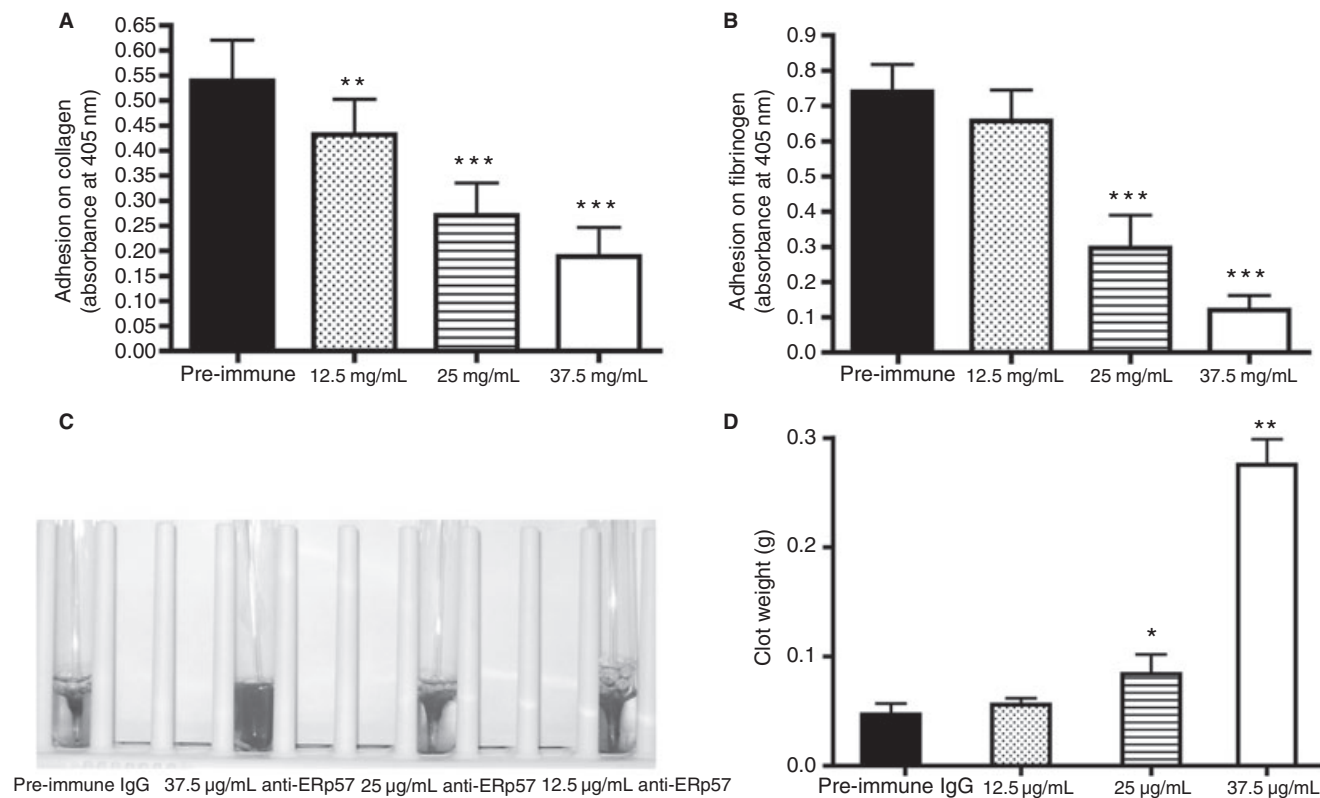 A
Adhesion on collagen
(absorbance at 405 nm)
0.65
0.60
0.55
0.50
0.45
0.40
0.35
0.30
0.25
0.20
0.15
0.10
0.05
0.00
**
***
***
Pre-immune 12.5 mg/mL 25 mg/mL 37.5 mg/mL
B
Adhesion on fibrinogen
(absorbance at 405 nm)
0.9
0.8
0.7
0.6
0.5
0.4
0.3
0.2
0.1
0.0
***
***
Pre-immune 12.5 mg/mL 25 mg/mL 37.5 mg/mL
C
Pre-immune IgG 37.5 µg/mL anti-ERp57 25 µg/mL anti-ERp57 12.5 µg/mL anti-ERp57
D
Clot weight (g)
0.3
0.2
0.1
0.0
*
**
Pre-immune IgG 12.5 µg/mL 25 µg/mL 37.5 µg/mL